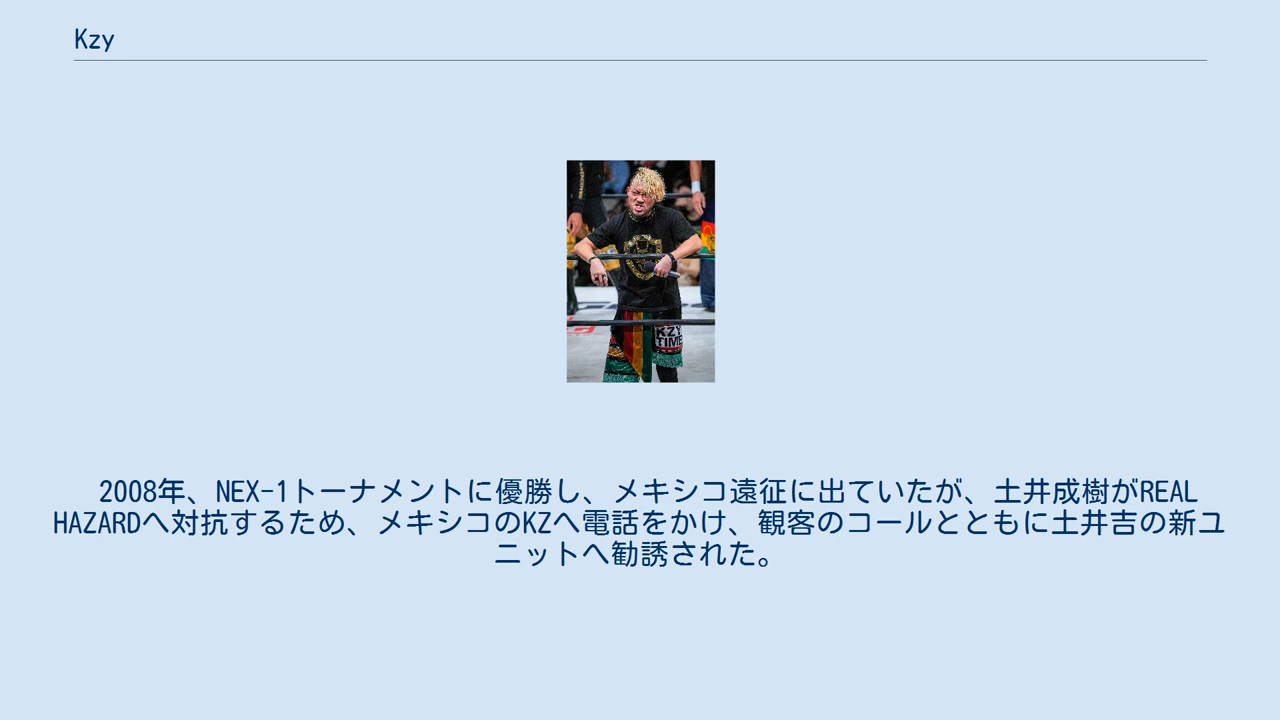 Kzy
KZY
TIME
2008年、NEX-1トーナメントに優勝し、メキシコ遠征に出ていたが、土井成樹がREAL
HAZARDへ対抗するため、メキシコのKZへ電話をかけ、観客のコールとともに土井吉の新ユ
ニットへ勧誘された。